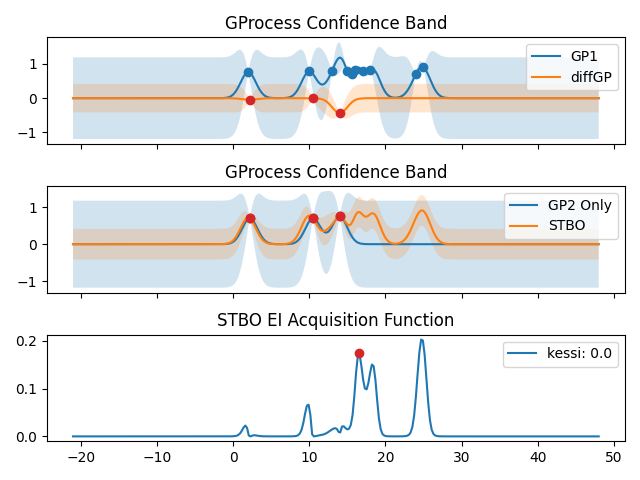 GProcess Confidence Band
1
0
−1
GP1
diffGP
GProcess Confidence Band
1
0
−1
GP2 Only
STBO
STBO EI Acquisition Function
0.2
0.1
0.0
kessi: 0.0
−20 −10 0 10 20 30 40 50